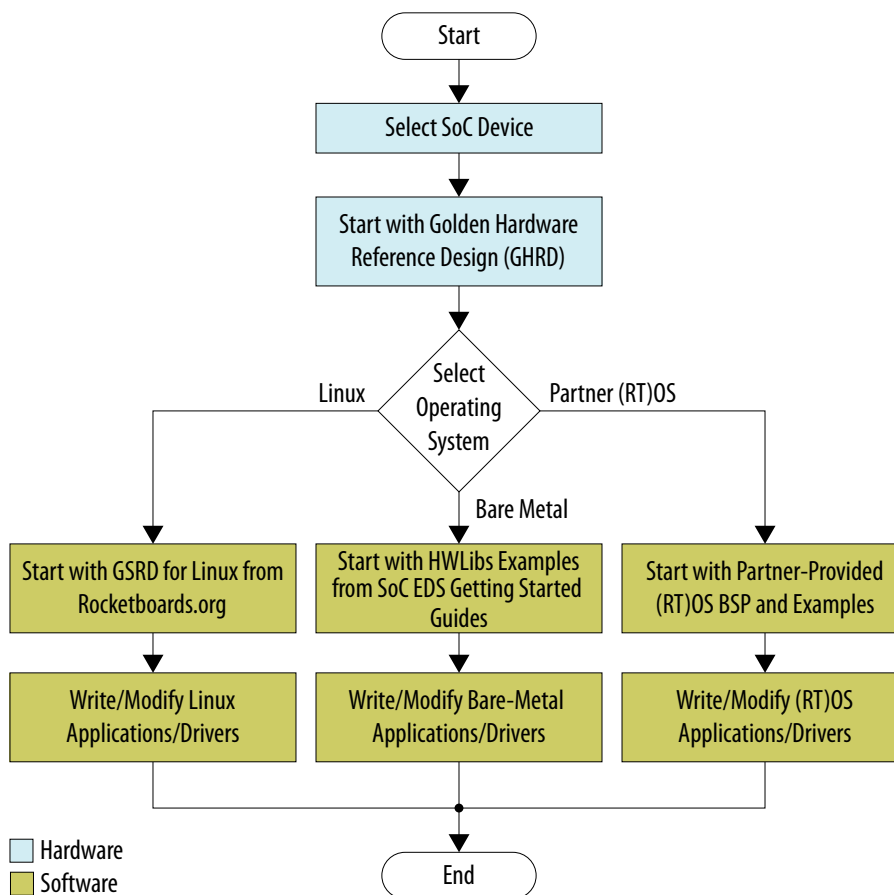 Start
Select SoC Device
Start with Golden Hardware
Reference Design (GHRD)
Select
Operating
System
Linux
Partner (RT)OS
Bare Metal
Start with GSRD for Linux from
Rocketboards.org
Start with HWLibs Examples
from SoC EDS Getting Started
Guides
Start with Partner-Provided
(RT)OS BSP and Examples
Write/Modify Linux
Applications/Drivers
Write/Modify Bare-Metal
Applications/Drivers
Write/Modify (RT)OS
Applications/Drivers
Hardware
Software
End